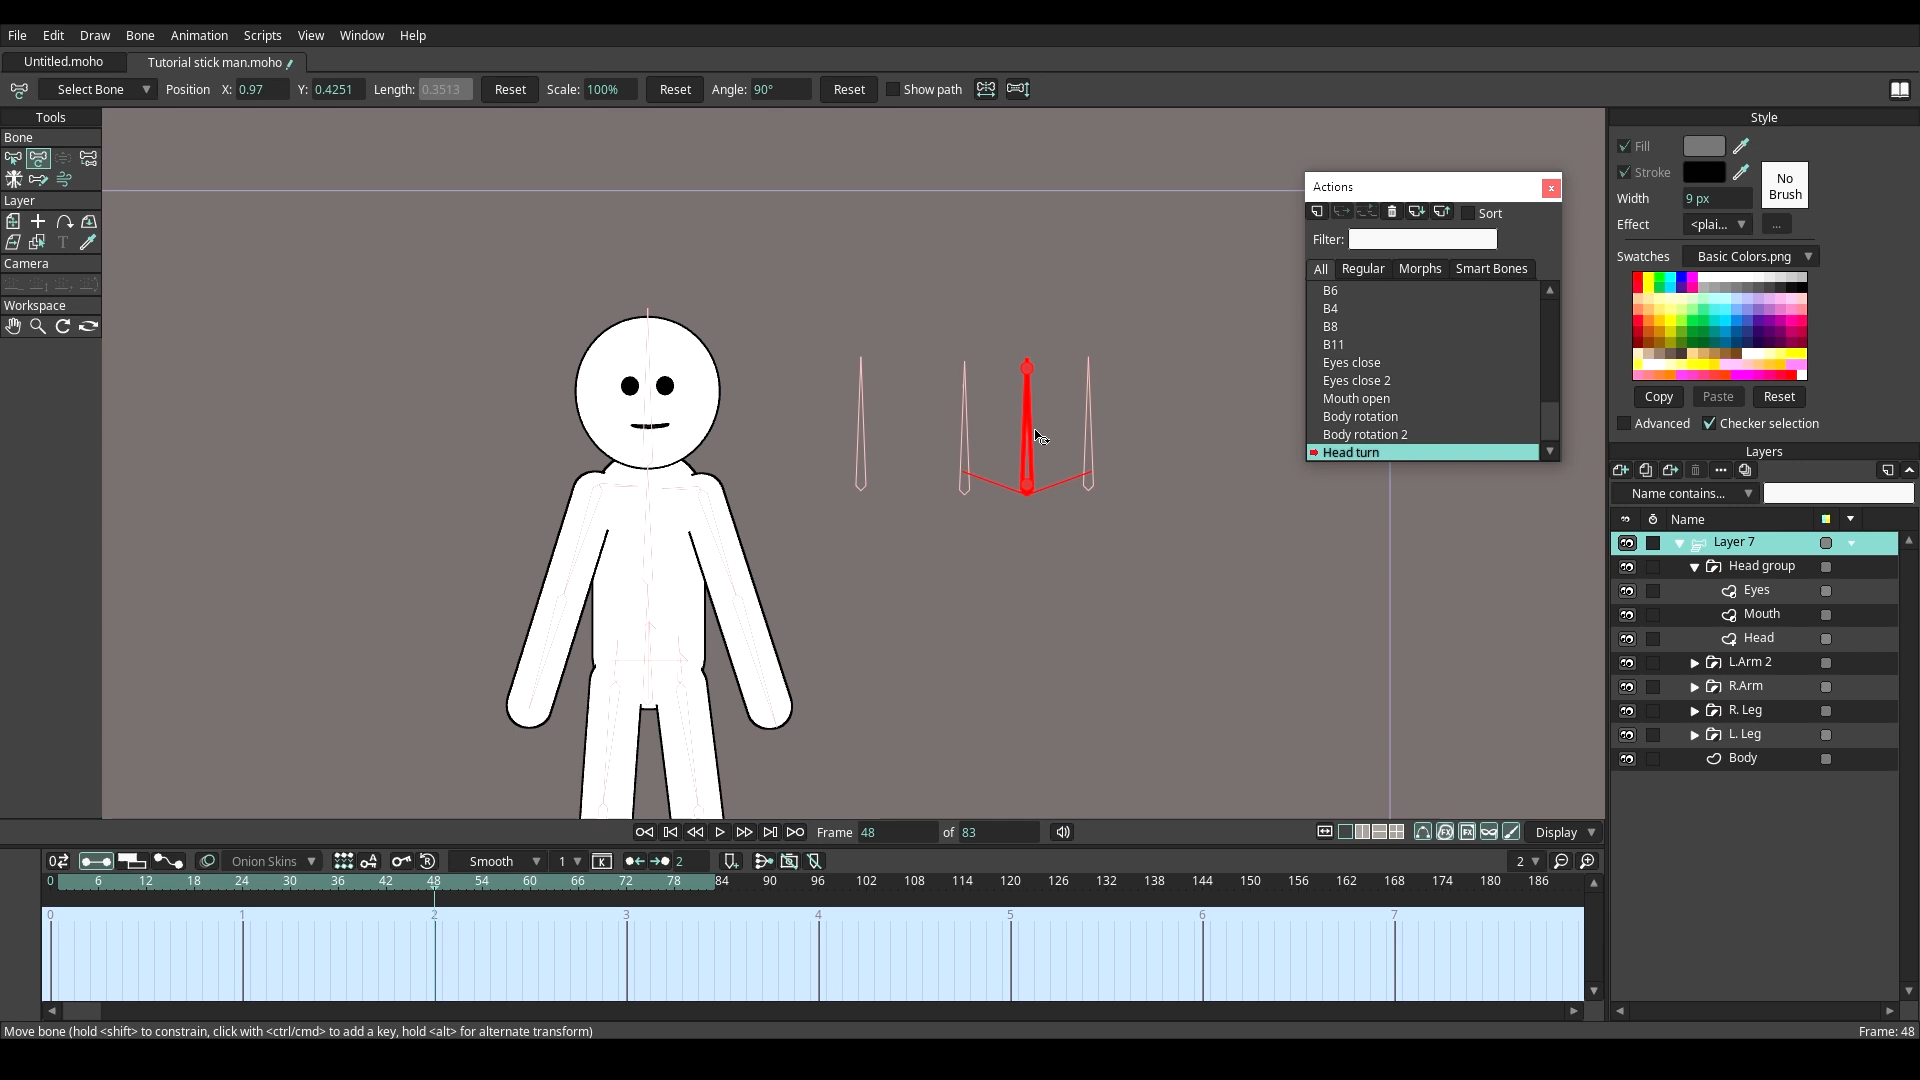 File Edit Draw Bone Animation Scripts View Window Help
Untitled.moho Tutorial stick man.moho
Select Bone Position X: 0.97 Y: 0.4251 Length: 0.3513 Reset Scale: 100% Reset Angle: 90° Reset Show path
Tools
Bone
Layer
T
Camera
Workspace
Actions
Sort
Filter:
All Regular Morphs Smart Bones
B6
B4
B8
B11
Eyes close
Eyes close 2
Mouth open
Body rotation
Body rotation 2
Head turn
Style
Fill
Stroke
No Brush
Width 9 px
Effect <plai... ...
Swatches Basic Colors.png
Copy Paste Reset
Advanced Checker selection
Layers
Name contains...
Name
Layer 7
Head group
Eyes
Mouth
Head
L.Arm 2
R.Arm
R. Leg
L. Leg
Body
Frame 48 of 83 Display
Onion Skins Smooth 1 K 2 2
0 6 12 18 24 30 36 42 48 54 60 66 72 78 84 90 96 102 108 114 120 126 132 138 144 150 156 162 168 174 180 186
0 1 2 3 4 5 6 7
Move bone (hold <shift> to constrain, click with <ctrl/cmd> to add a key, hold <alt> for alternate transform) Frame: 48